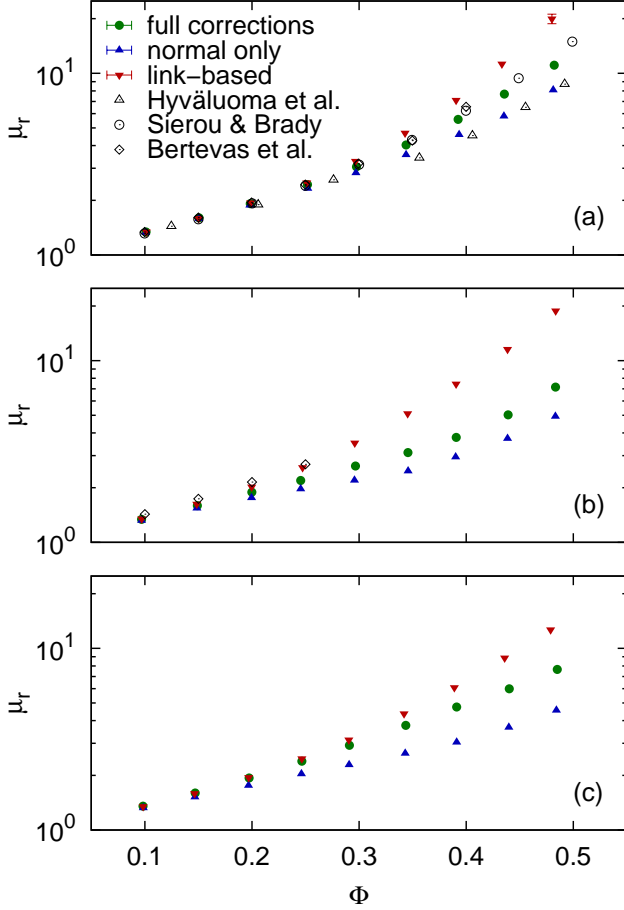 full corrections
normal only
link−based
Hyväluoma et al.
Sierou & Brady
Bertevas et al.
10¹
μr
10⁰
(a)
10¹
μr
10⁰
(b)
10¹
μr
10⁰
(c)
0.1 0.2 0.3 0.4 0.5
Φ